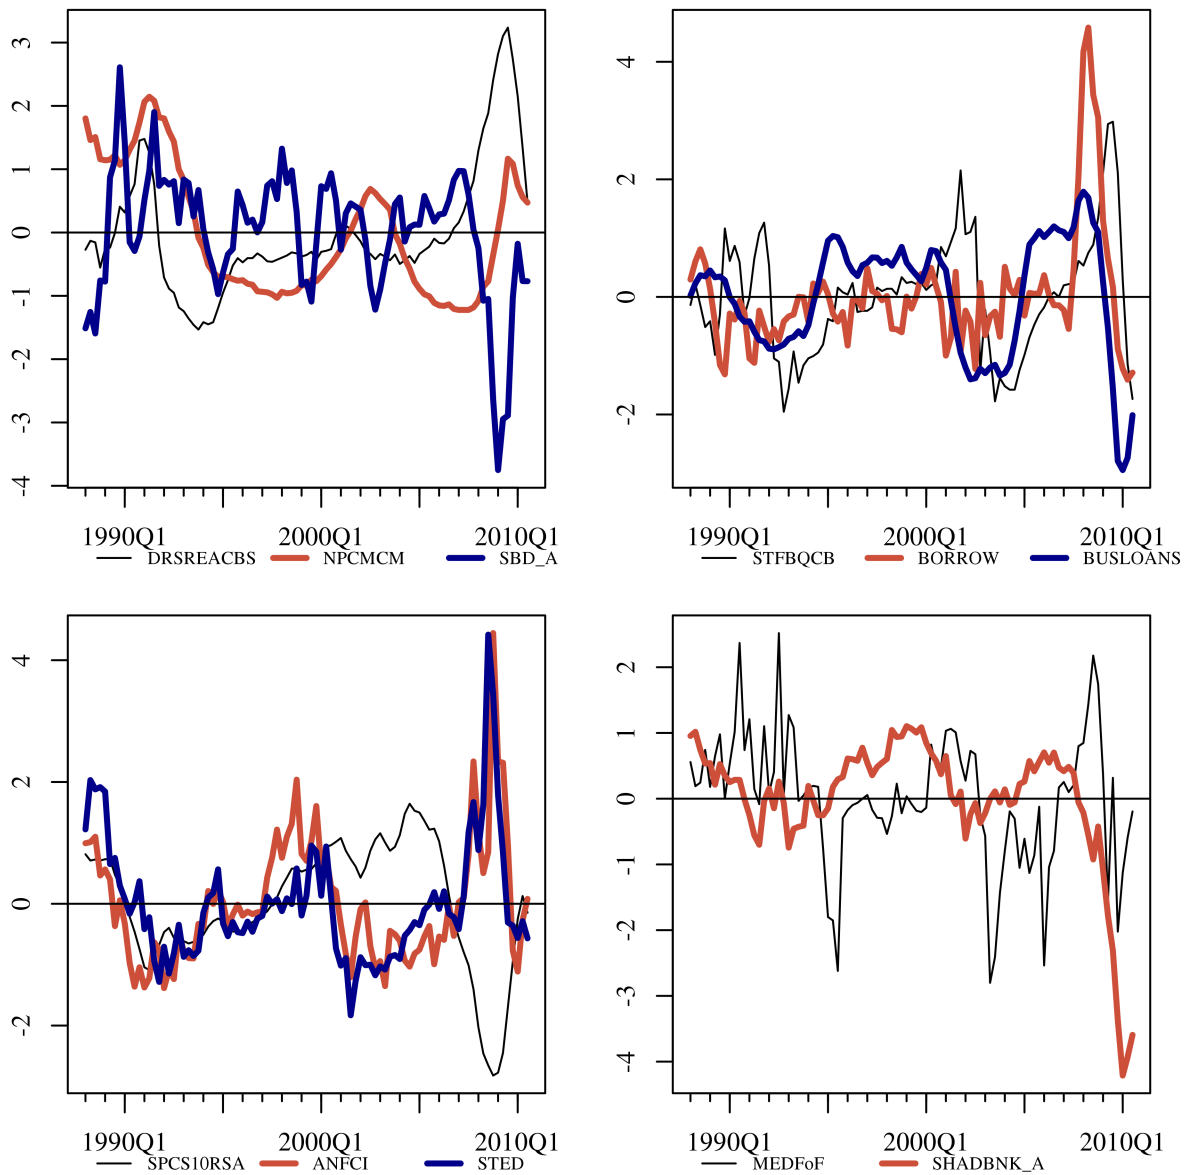 3
2
1
0
-1
-2
-3
-4
1990Q1 2000Q1 2010Q1
DRSREACBS NPCMCM SBD_A
4
2
0
-2
1990Q1 2000Q1 2010Q1
STFBQCB BORROW BUSLOANS
4
2
0
-2
1990Q1 2000Q1 2010Q1
SPCS10RSA ANFCI STED
2
1
0
-1
-2
-3
-4
1990Q1 2000Q1 2010Q1
MEDFoF SHADBNK_A